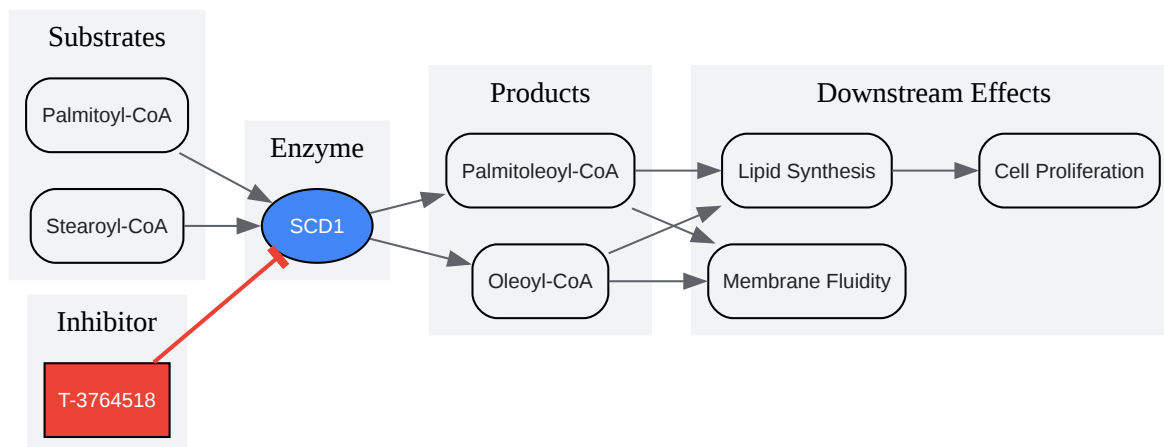 Substrates
Palmitoyl-CoA
Stearoyl-CoA
Inhibitor
T-3764518
Enzyme
SCD1
Products
Palmitoleoyl-CoA
Oleoyl-CoA
Downstream Effects
Lipid Synthesis
Cell Proliferation
Membrane Fluidity